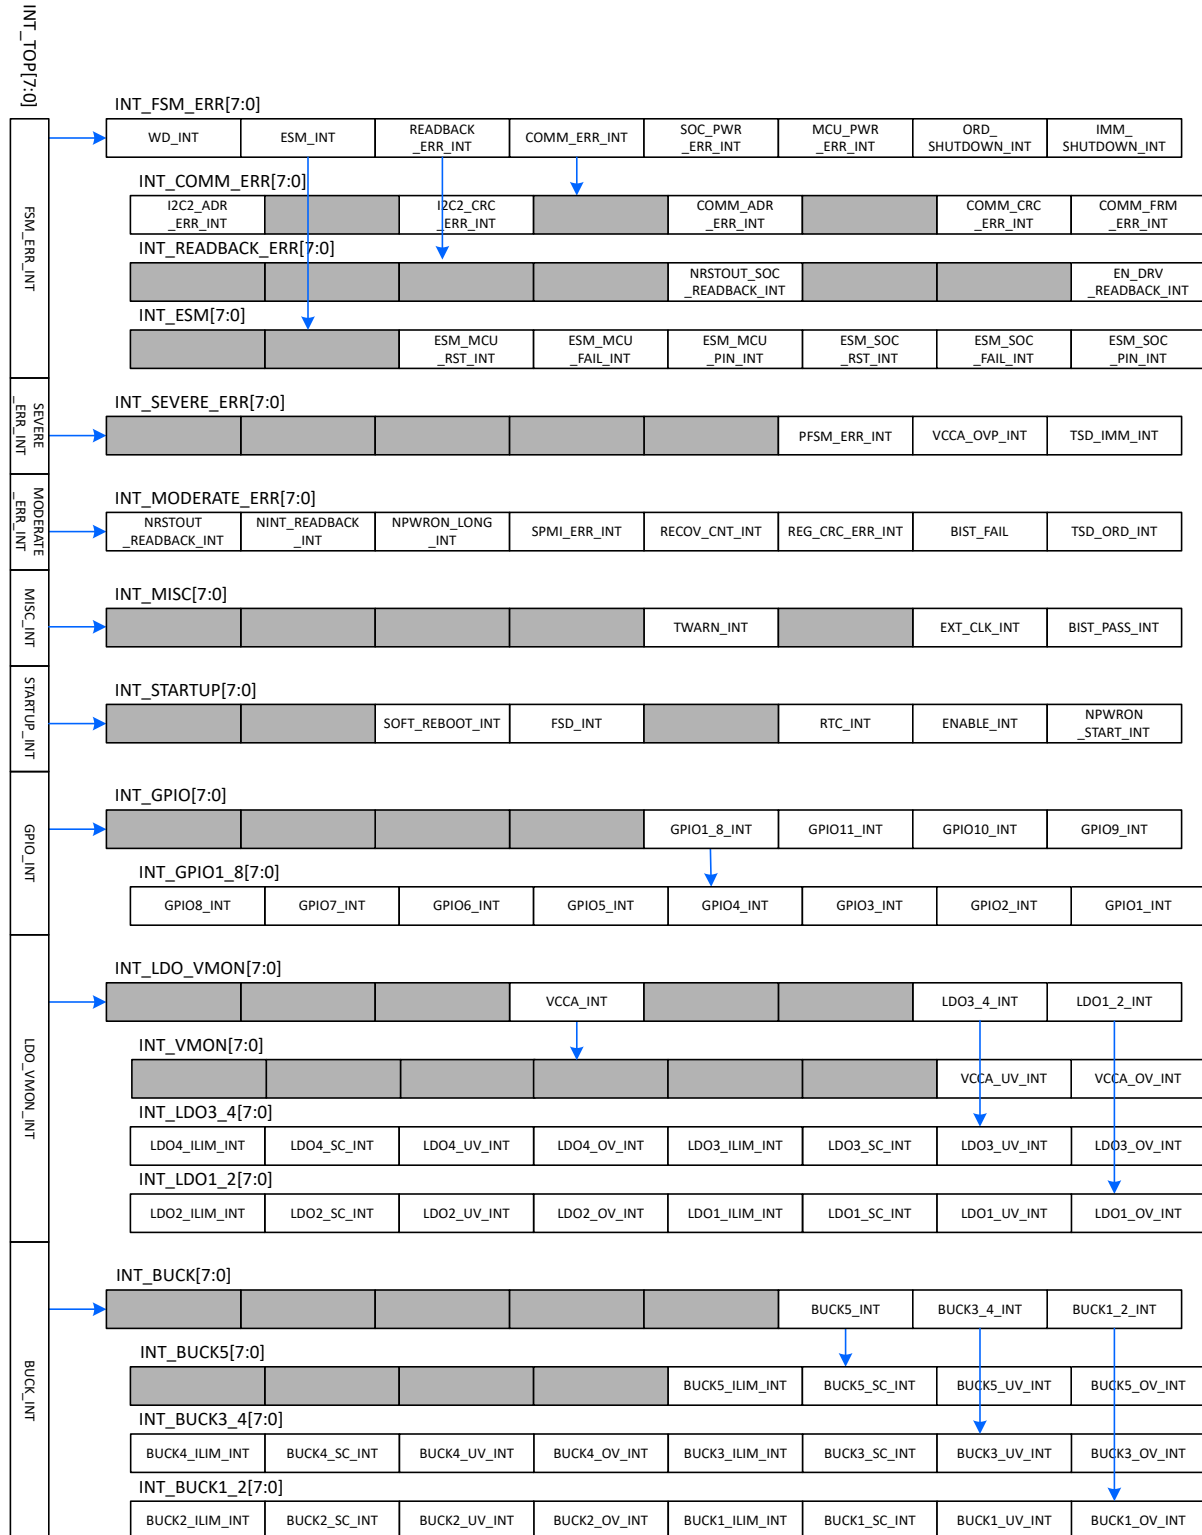 INT_TOP[7:0]
INT_FSM_ERR[7:0]
FSM_ERR_INT
WD_INT
ESM_INT
READBACK
_ERR_INT
COMM_ERR_INT
SOC_PWR
_ERR_INT
MCU_PWR
_ERR_INT
ORD_
SHUTDOWN_INT
IMM_
SHUTDOWN_INT
INT_COMM_ERR[7:0]
I2C2_ADR
_ERR_INT
I2C2_CRC
_ERR_INT
COMM_ADR
_ERR_INT
COMM_CRC
_ERR_INT
COMM_FRM
_ERR_INT
INT_READBACK_ERR[7:0]
NRSTOUT_SOC
_READBACK_INT
EN_DRV
_READBACK_INT
INT_ESM[7:0]
ESM_MCU
_RST_INT
ESM_MCU
_FAIL_INT
ESM_MCU
_PIN_INT
ESM_SOC
_RST_INT
ESM_SOC
_FAIL_INT
ESM_SOC
_PIN_INT
SEVERE
_ERR_INT
INT_SEVERE_ERR[7:0]
PFSM_ERR_INT
VCCA_OVP_INT
TSD_IMM_INT
MODERATE
_ERR_INT
INT_MODERATE_ERR[7:0]
NRSTOUT
_READBACK_INT
NINT_READBACK
_INT
NPWRON_LONG
_INT
SPMI_ERR_INT
RECOV_CNT_INT
REG_CRC_ERR_INT
BIST_FAIL
TSD_ORD_INT
MISC_INT
INT_MISC[7:0]
TWARN_INT
EXT_CLK_INT
BIST_PASS_INT
STARTUP_INT
INT_STARTUP[7:0]
SOFT_REBOOT_INT
FSD_INT
RTC_INT
ENABLE_INT
NPWRON
_START_INT
GPIO_INT
INT_GPIO[7:0]
GPIO1_8_INT
GPIO11_INT
GPIO10_INT
GPIO9_INT
INT_GPIO1_8[7:0]
GPIO8_INT
GPIO7_INT
GPIO6_INT
GPIO5_INT
GPIO4_INT
GPIO3_INT
GPIO2_INT
GPIO1_INT
LDO_VMON_INT
INT_LDO_VMON[7:0]
VCCA_INT
LDO3_4_INT
LDO1_2_INT
INT_VMON[7:0]
VCCA_UV_INT
VCCA_OV_INT
INT_LDO3_4[7:0]
LDO4_ILIM_INT
LDO4_SC_INT
LDO4_UV_INT
LDO4_OV_INT
LDO3_ILIM_INT
LDO3_SC_INT
LDO3_UV_INT
LDO3_OV_INT
INT_LDO1_2[7:0]
LDO2_ILIM_INT
LDO2_SC_INT
LDO2_UV_INT
LDO2_OV_INT
LDO1_ILIM_INT
LDO1_SC_INT
LDO1_UV_INT
LDO1_OV_INT
BUCK_INT
INT_BUCK[7:0]
BUCK5_INT
BUCK3_4_INT
BUCK1_2_INT
INT_BUCK5[7:0]
BUCK5_ILIM_INT
BUCK5_SC_INT
BUCK5_UV_INT
BUCK5_OV_INT
INT_BUCK3_4[7:0]
BUCK4_ILIM_INT
BUCK4_SC_INT
BUCK4_UV_INT
BUCK4_OV_INT
BUCK3_ILIM_INT
BUCK3_SC_INT
BUCK3_UV_INT
BUCK3_OV_INT
INT_BUCK1_2[7:0]
BUCK2_ILIM_INT
BUCK2_SC_INT
BUCK2_UV_INT
BUCK2_OV_INT
BUCK1_ILIM_INT
BUCK1_SC_INT
BUCK1_UV_INT
BUCK1_OV_INT